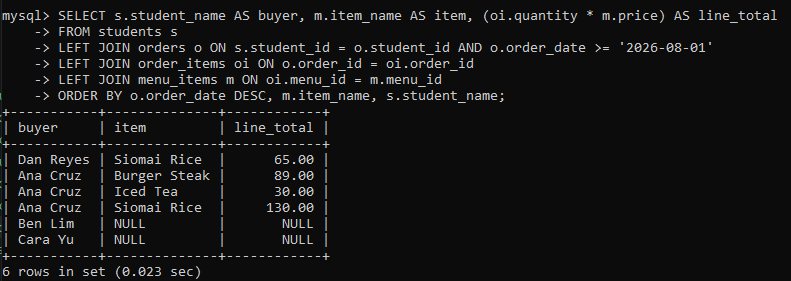 mysql> SELECT s.student_name AS buyer, m.item_name AS item, (oi.quantity * m.price) AS line_total
    -> FROM students s
    -> LEFT JOIN orders o ON s.student_id = o.student_id AND o.order_date >= '2026-08-01'
    -> LEFT JOIN order_items oi ON o.order_id = oi.order_id
    -> LEFT JOIN menu_items m ON oi.menu_id = m.menu_id
    -> ORDER BY o.order_date DESC, m.item_name, s.student_name;
+-----------+--------------+------------+
| buyer     | item         | line_total |
+-----------+--------------+------------+
| Dan Reyes | Siomai Rice  |      65.00 |
| Ana Cruz  | Burger Steak |      89.00 |
| Ana Cruz  | Iced Tea     |      30.00 |
| Ana Cruz  | Siomai Rice  |     130.00 |
| Ben Lim   | NULL         |       NULL |
| Cara Yu   | NULL         |       NULL |
+-----------+--------------+------------+
6 rows in set (0.023 sec)